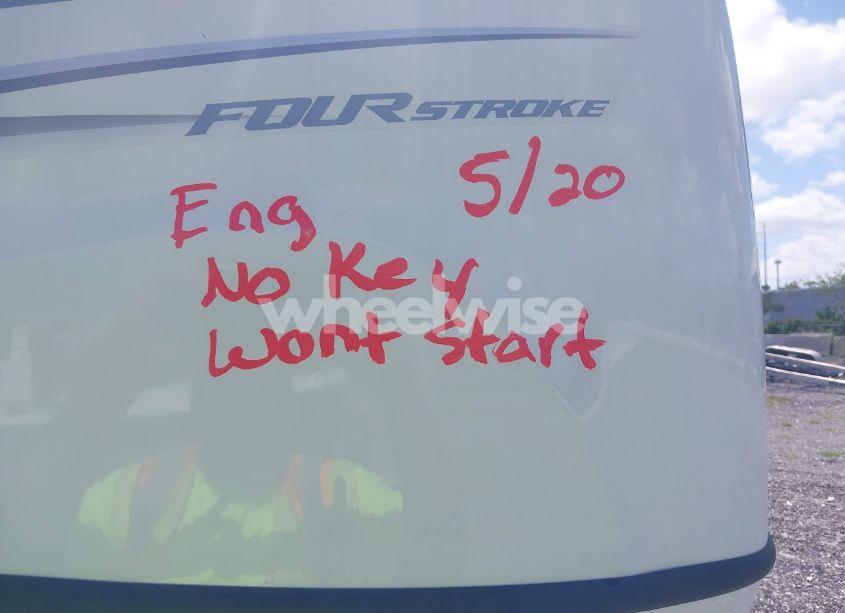 FOUR STROKE
Eng 5/20
No Key
wheelwise
Wont Start